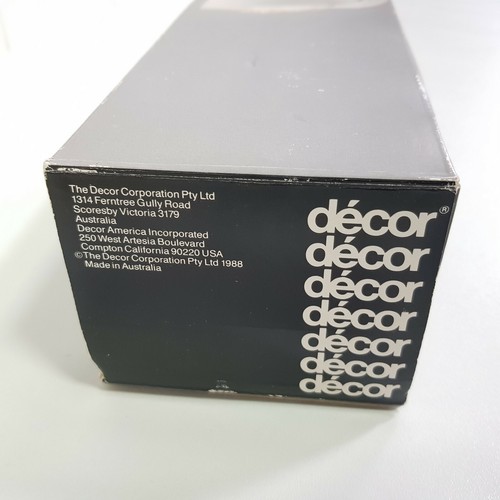 The Decor Corporation Pty Ltd
1314 Ferntree Gully Road
Scoresby Victoria 3179
Australia
Decor America Incorporated
250 West Artesia Boulevard
Compton California 90220 USA
©The Decor Corporation Pty Ltd 1988
Made in Australia
décor®
décor
décor
décor
décor
décor
décor